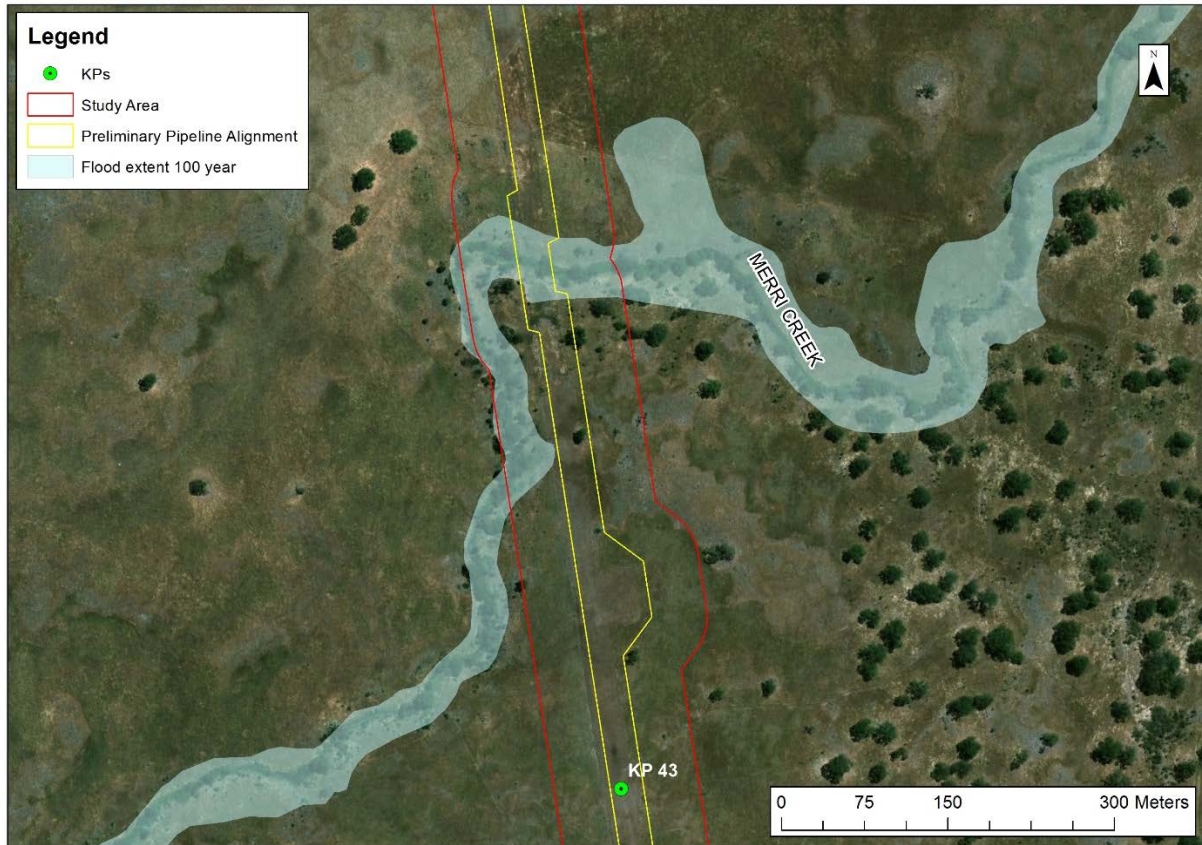 Legend
KPs
Study Area
Preliminary Pipeline Alignment
Flood extent 100 year
N
MERRI CREEK
KP 43
0 75 150 300 Meters